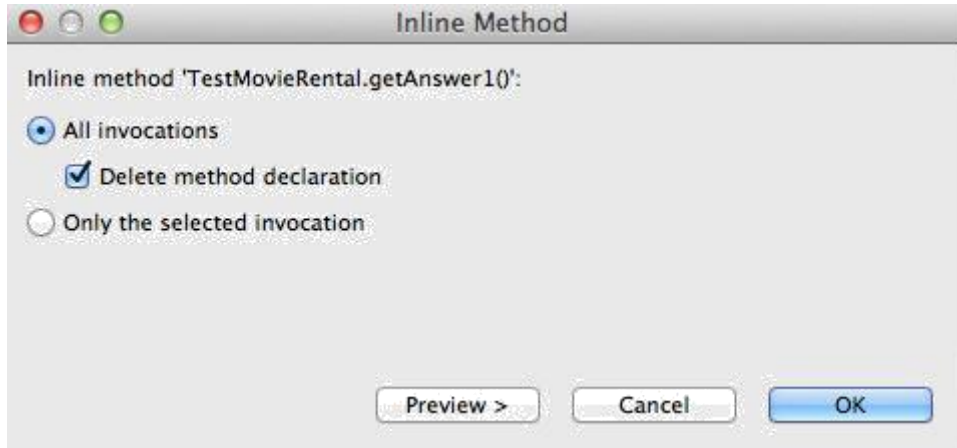 Inline Method
Inline method 'TestMovieRental.getAnswer1()':
All invocations
Delete method declaration
Only the selected invocation
Preview > Cancel OK